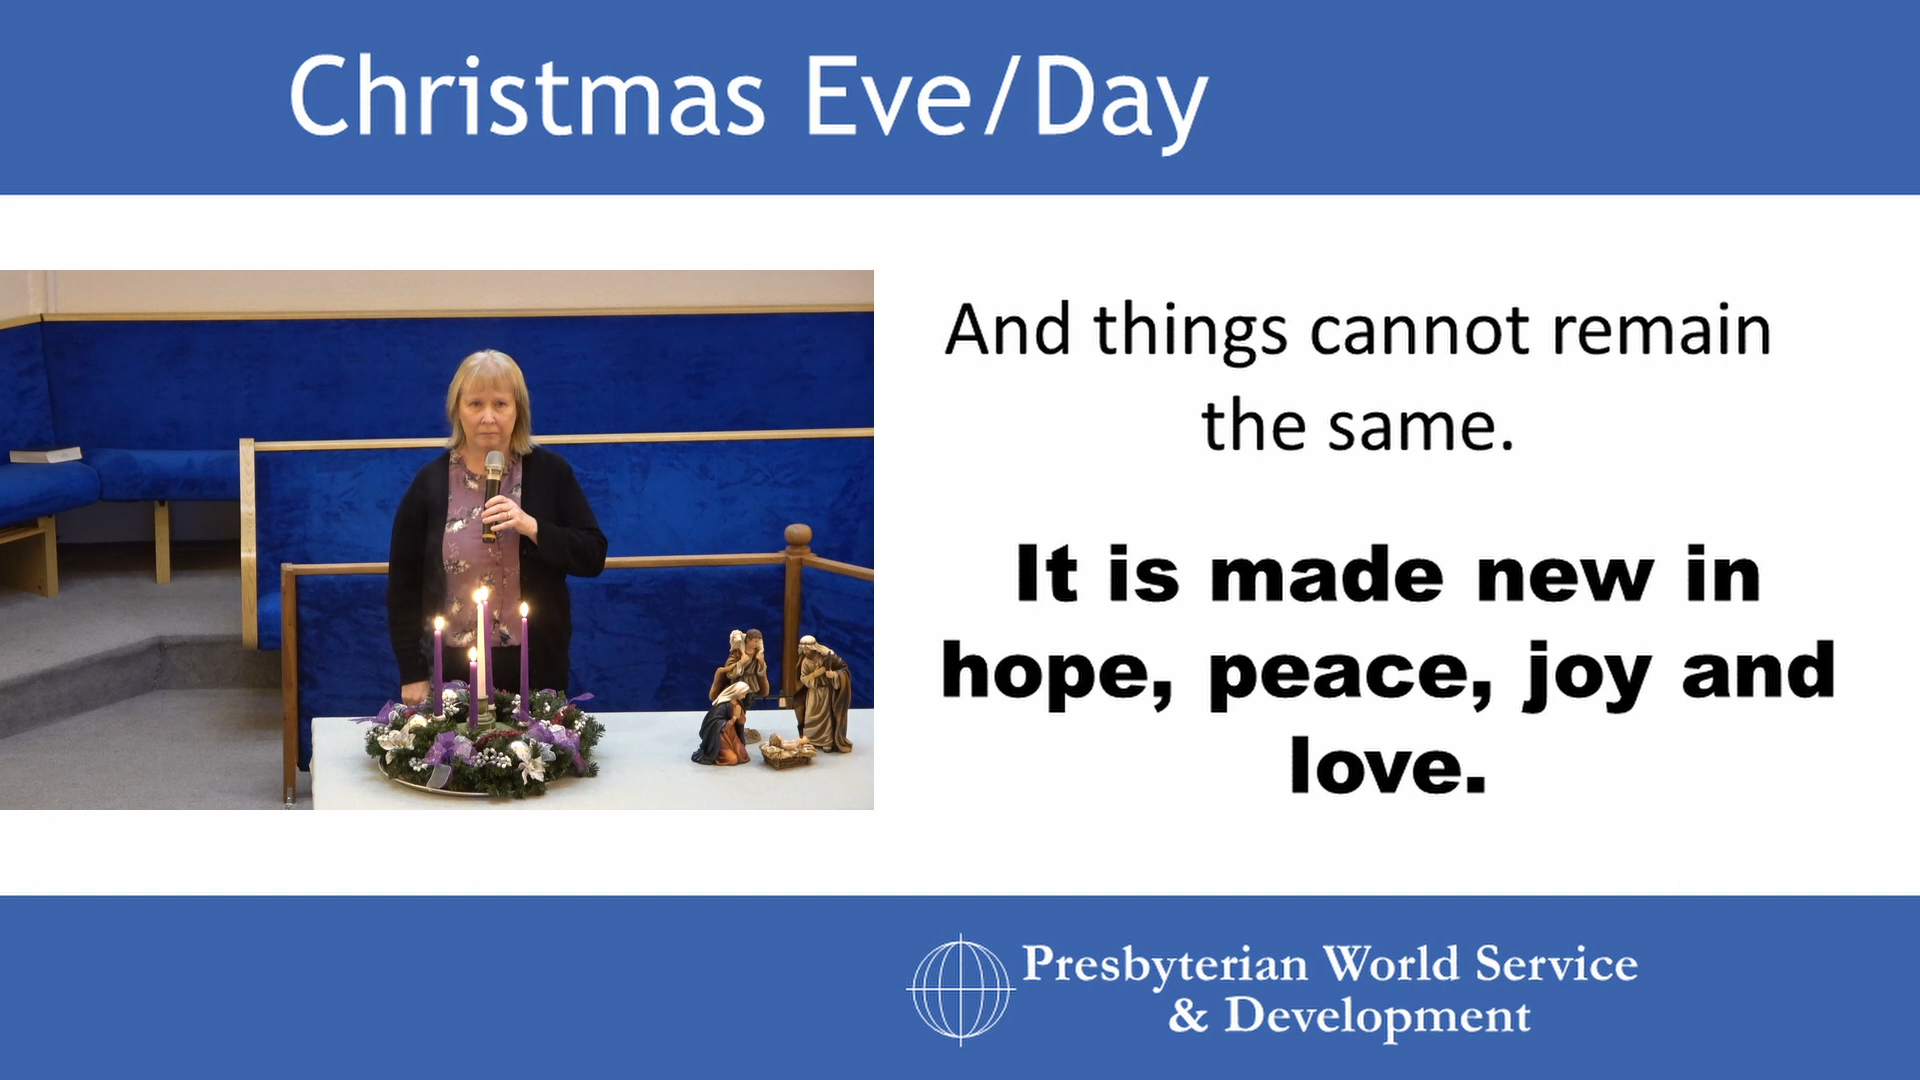 Christmas Eve/Day
And things cannot remain
the same.
It is made new in
hope, peace, joy and
love.
Presbyterian World Service
& Development